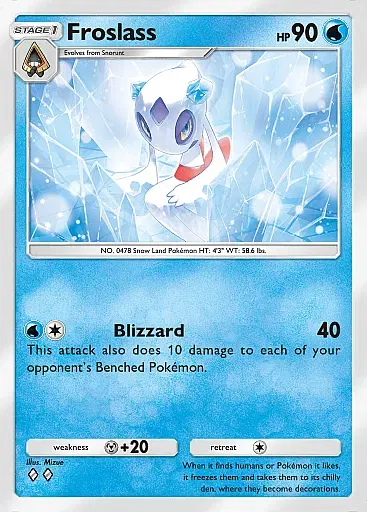 STAGE 1
Froslass
HP 90
Evolves from Snorunt
NO. 0478 Snow Land Pokémon HT: 4'3" WT: 58.6 lbs.
Blizzard 40
This attack also does 10 damage to each of your
opponent's Benched Pokémon.
weakness +20 retreat
Illus. Mizue
When it finds humans or Pokémon it likes,
it freezes them and takes them to its chilly
den, where they become decorations.